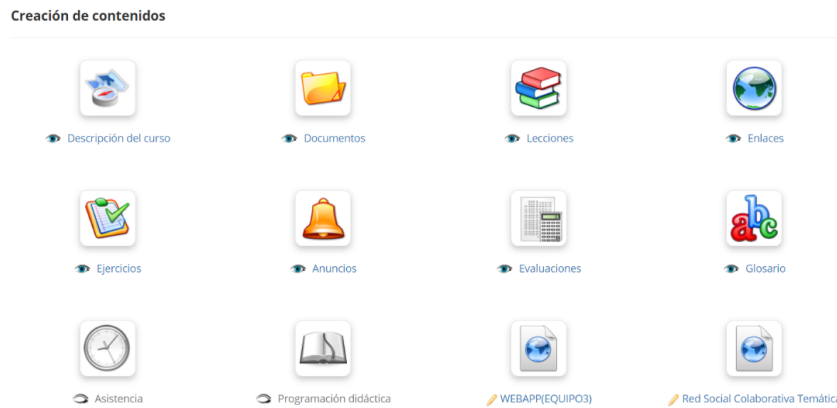 Creación de contenidos
Descripción del curso
Documentos
Lecciones
Enlaces
Ejercicios
Anuncios
Evaluaciones
abc
Glosario
Asistencia
Programación didáctica
WEBAPP(EQUIPO3)
Red Social Colaborativa Temátic